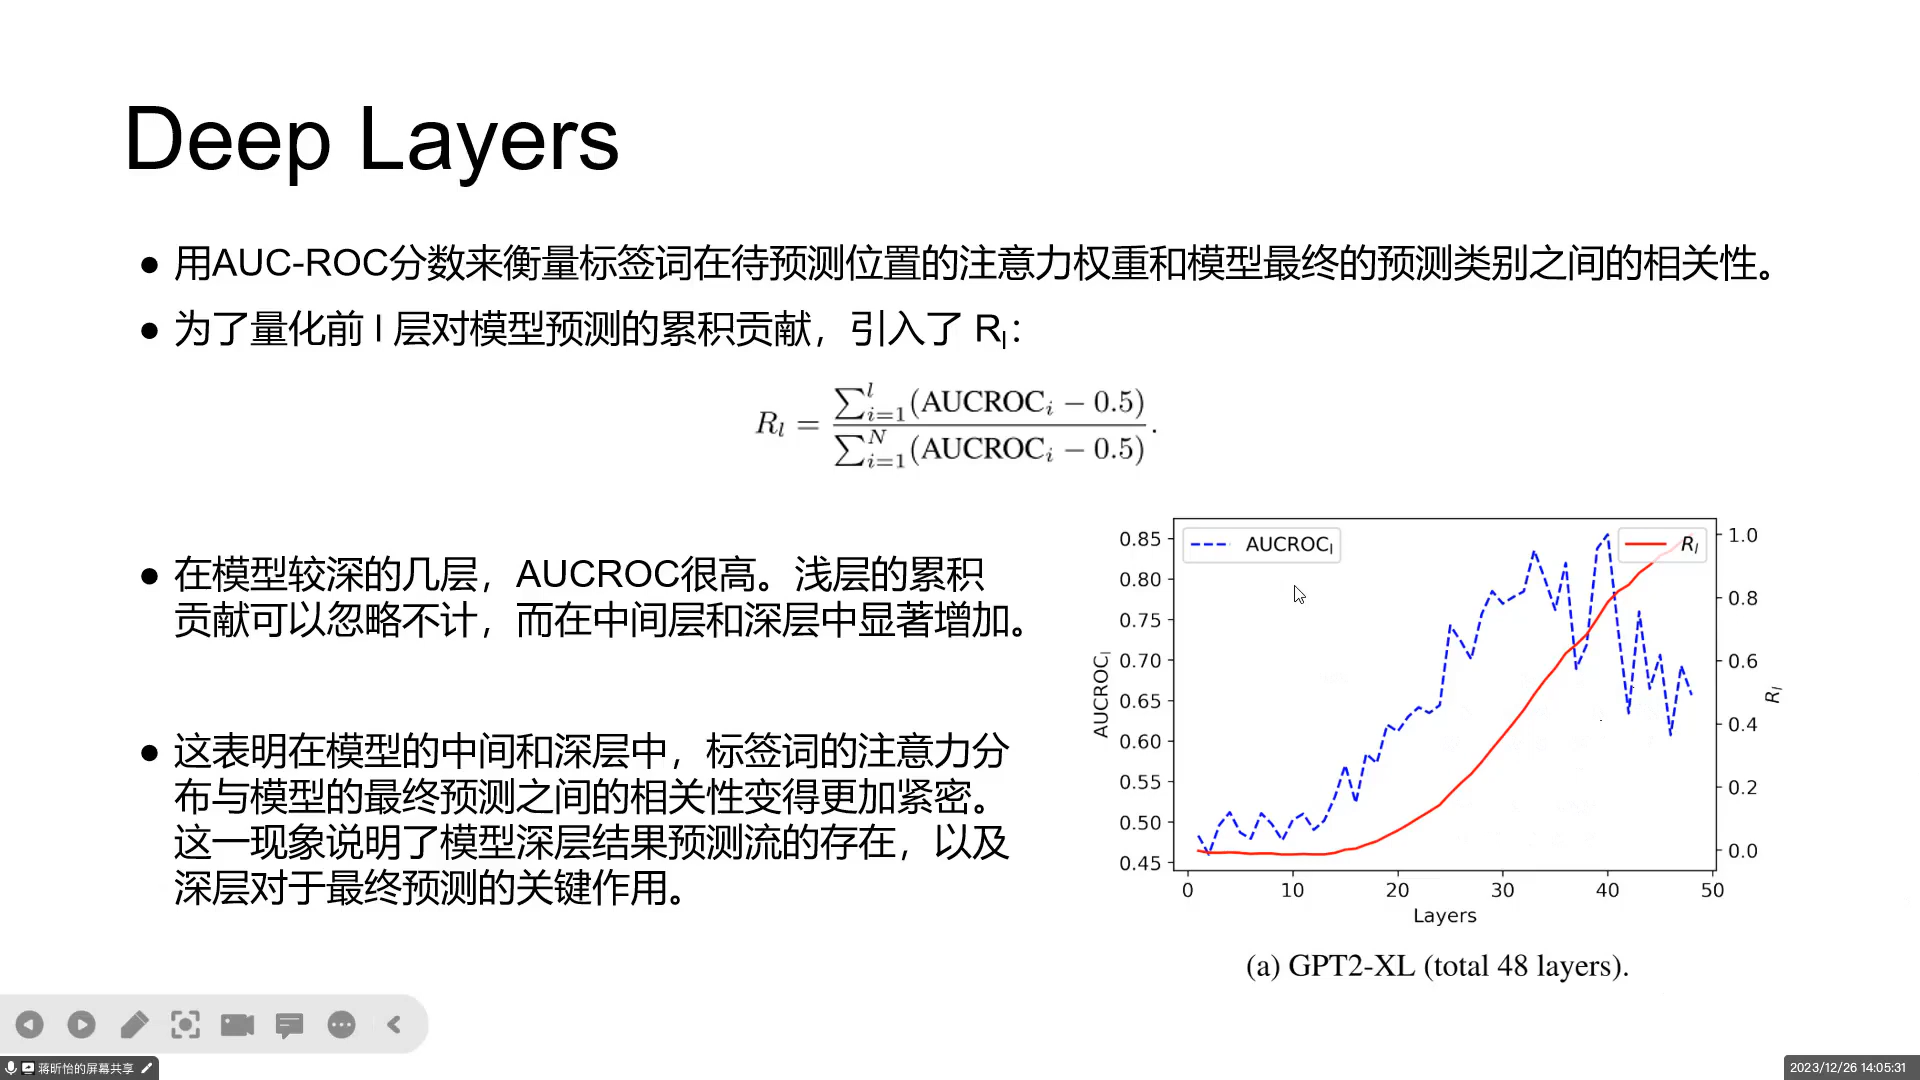 Deep Layers
● 用AUC-ROC分数来衡量标签词在待预测位置的注意力权重和模型最终的预测类别之间的相关性。
● 为了量化前 l 层对模型预测的累积贡献，引入了 Rₗ：
Rₗ = ∑ˡᵢ₌₁(AUCROCᵢ − 0.5) / ∑ᴺᵢ₌₁(AUCROCᵢ − 0.5) .
● 在模型较深的几层，AUCROC很高。浅层的累积
贡献可以忽略不计，而在中间层和深层中显著增加。
● 这表明在模型的中间和深层中，标签词的注意力分
布与模型的最终预测之间的相关性变得更加紧密。
这一现象说明了模型深层结果预测流的存在，以及
深层对于最终预测的关键作用。
AUCROCₗ
Rₗ
0.85
0.80
0.75
0.70
0.65
0.60
0.55
0.50
0.45
AUCROCₗ
1.0
0.8
0.6
0.4
0.2
0.0
Rₗ
0 10 20 30 40 50
Layers
(a) GPT2-XL (total 48 layers).
蒋昕怡的屏幕共享
2023/12/26 14:05:31